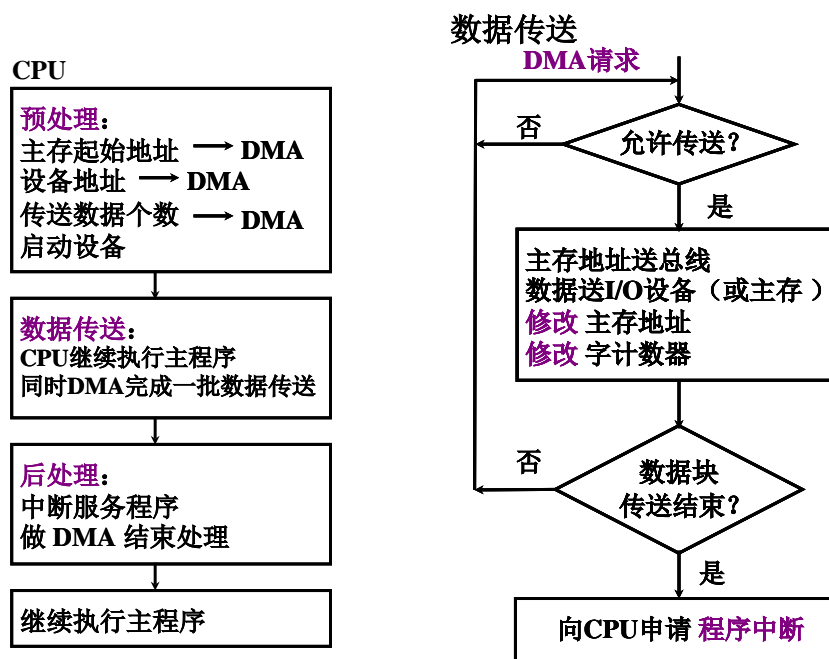 CPU
预处理：
主存起始地址 → DMA
设备地址 → DMA
传送数据个数 → DMA
启动设备
数据传送：
CPU继续执行主程序
同时DMA完成一批数据传送
后处理：
中断服务程序
做 DMA 结束处理
继续执行主程序
数据传送
DMA请求
否
允许传送？
是
主存地址送总线
数据送I/O设备（或主存 ）
修改 主存地址
修改 字计数器
否
数据块
传送结束？
是
向CPU申请 程序中断